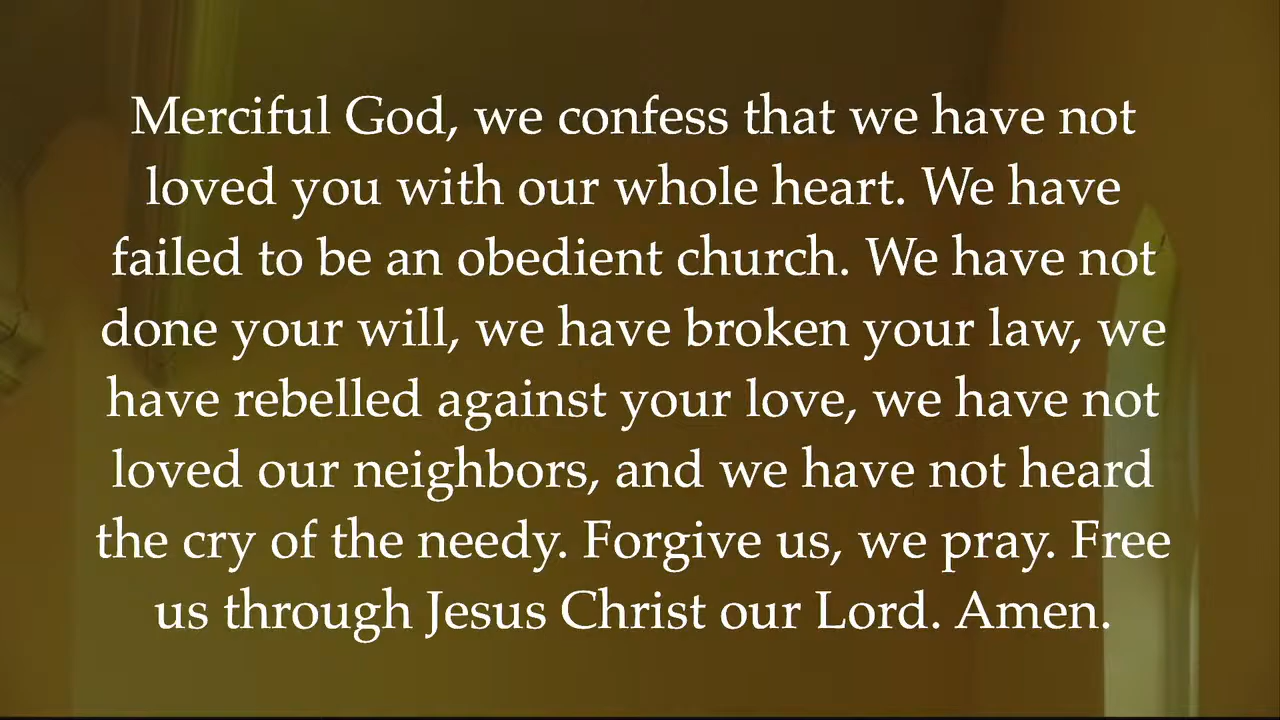 Merciful God, we confess that we have not
loved you with our whole heart. We have
failed to be an obedient church. We have not
done your will, we have broken your law, we
have rebelled against your love, we have not
loved our neighbors, and we have not heard
the cry of the needy. Forgive us, we pray. Free
us through Jesus Christ our Lord. Amen.